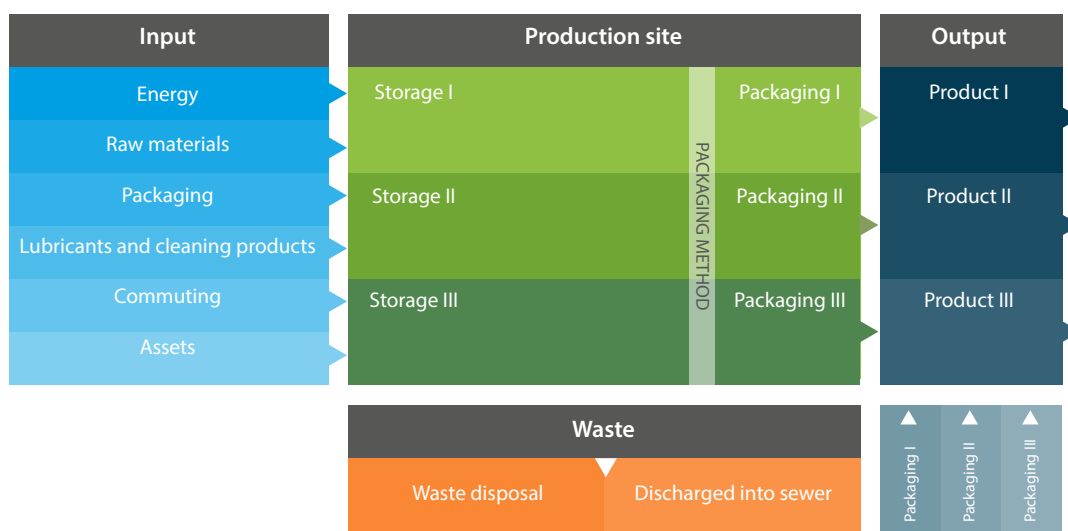 Input
Energy
Raw materials
Packaging
Lubricants and cleaning products
Commuting
Assets
Production site
Storage I
Storage II
Storage III
PACKAGING METHOD
Packaging I
Packaging II
Packaging III
Output
Product I
Product II
Product III
Waste
Waste disposal
Discharged into sewer
Packaging I
Packaging II
Packaging III